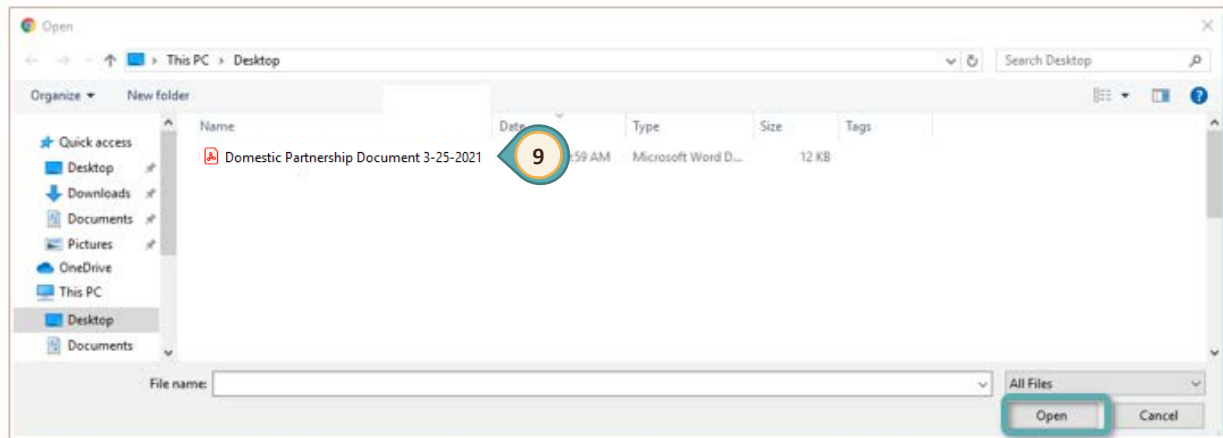 Open
This PC › Desktop
Search Desktop
Organize
New folder
Name Date Type Size Tags
Quick access
Desktop
Downloads
Documents
Pictures
OneDrive
This PC
Desktop
Documents
Domestic Partnership Document 3-25-2021 9 :59 AM Microsoft Word D... 12 KB
File name:
All Files
Open Cancel